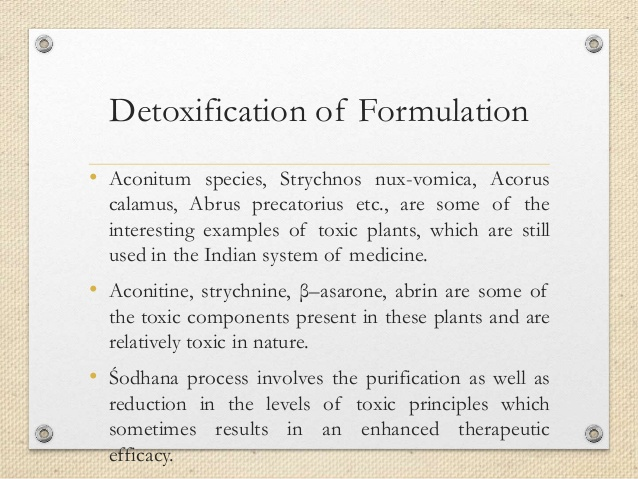 Detoxification of Formulation
• Aconitum species, Strychnos nux-vomica, Acorus
calamus, Abrus precatorius etc., are some of the
interesting examples of toxic plants, which are still
used in the Indian system of medicine.
• Aconitine, strychnine, β–asarone, abrin are some of
the toxic components present in these plants and are
relatively toxic in nature.
• Śodhana process involves the purification as well as
reduction in the levels of toxic principles which
sometimes results in an enhanced therapeutic
efficacy.